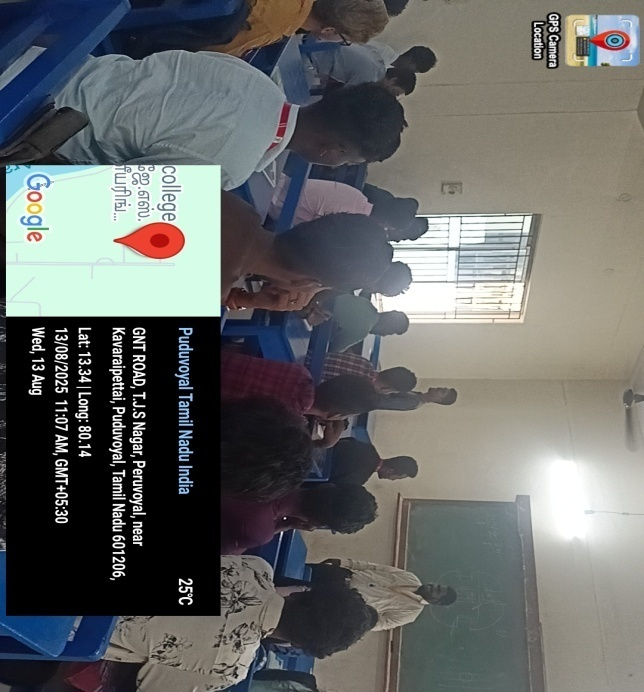 GPS Camera
Location
college
ஜே.எஸ்.
ீயரிங்...
Google
Puduvoyal Tamil Nadu India
25°C
GNT ROAD, T.J.S Nagar, Peruvoyal, near
Kavaraipettai, Puduvoyal, Tamil Nadu 601206,
Lat: 13.34 | Long: 80.14
13/08/2025 11:07 AM, GMT+05:30
Wed, 13 Aug